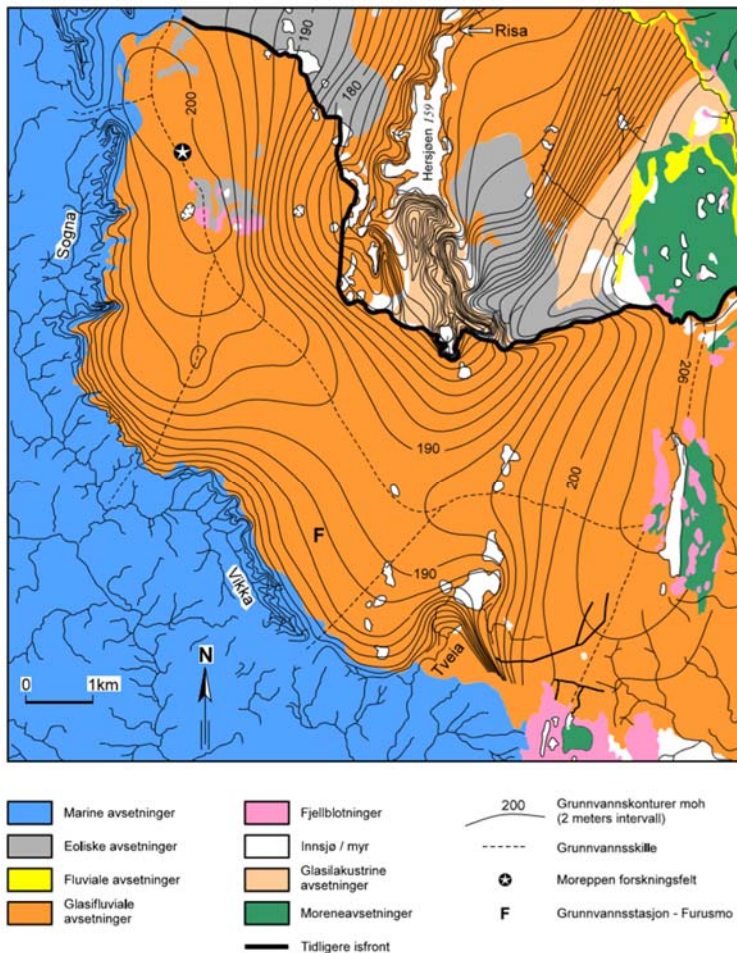 190
Risa
180
200
Hersjøen 159
Sogna
206
190
200
F
Vikka
190
N
Tveia
0 1km
Marine avsetninger
Eoliske avsetninger
Fluviale avsetninger
Glasifluviale
avsetninger
Fjellblotninger
Innsjø / myr
Glasilakustrine
avsetninger
Moreneavsetninger
Tidligere isfront
200 Grunnvannskonturer moh
(2 meters intervall)
Grunnvannsskille
Moreppen forskningsfelt
F Grunnvannsstasjon - Furusmo